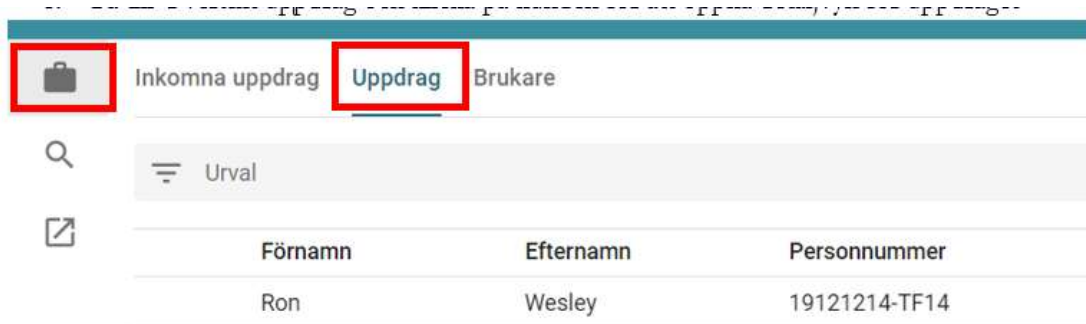 Inkomna uppdrag Uppdrag Brukare
Urval
Förnamn Efternamn Personnummer
Ron Wesley 19121214-TF14